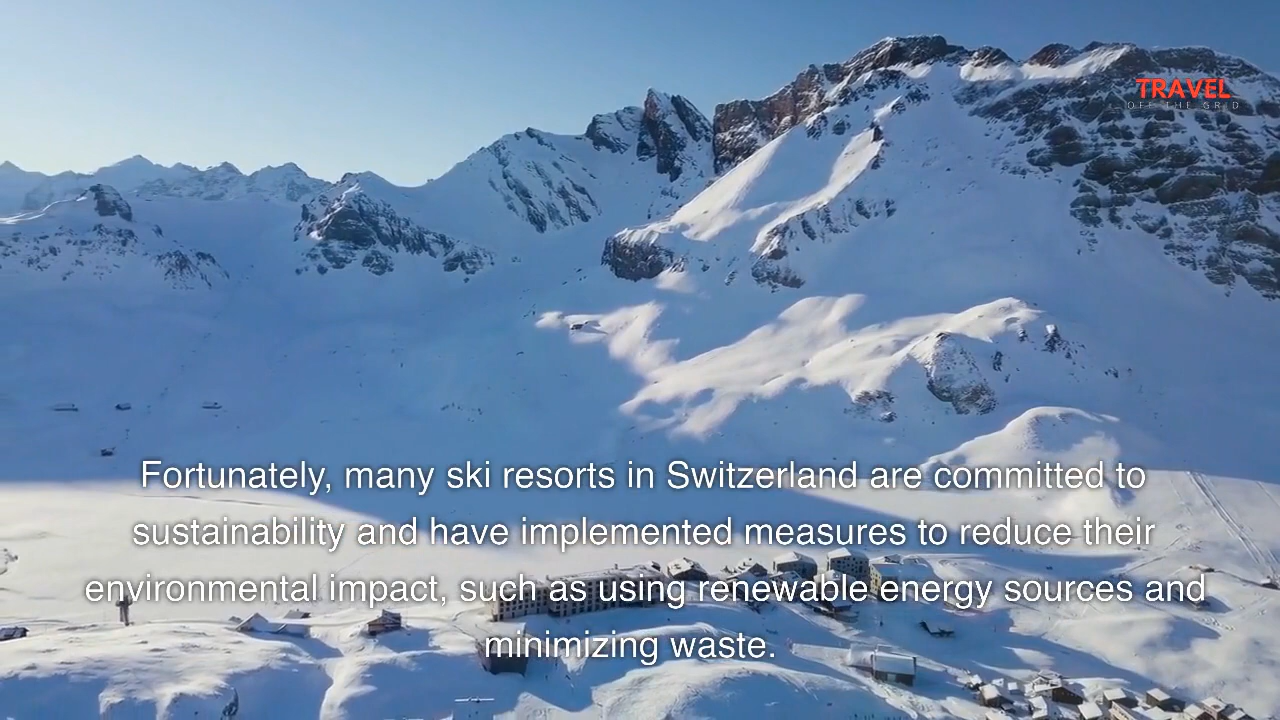 TRAVEL
OFF THE GRID
Fortunately, many ski resorts in Switzerland are committed to
sustainability and have implemented measures to reduce their
environmental impact, such as using renewable energy sources and
minimizing waste.